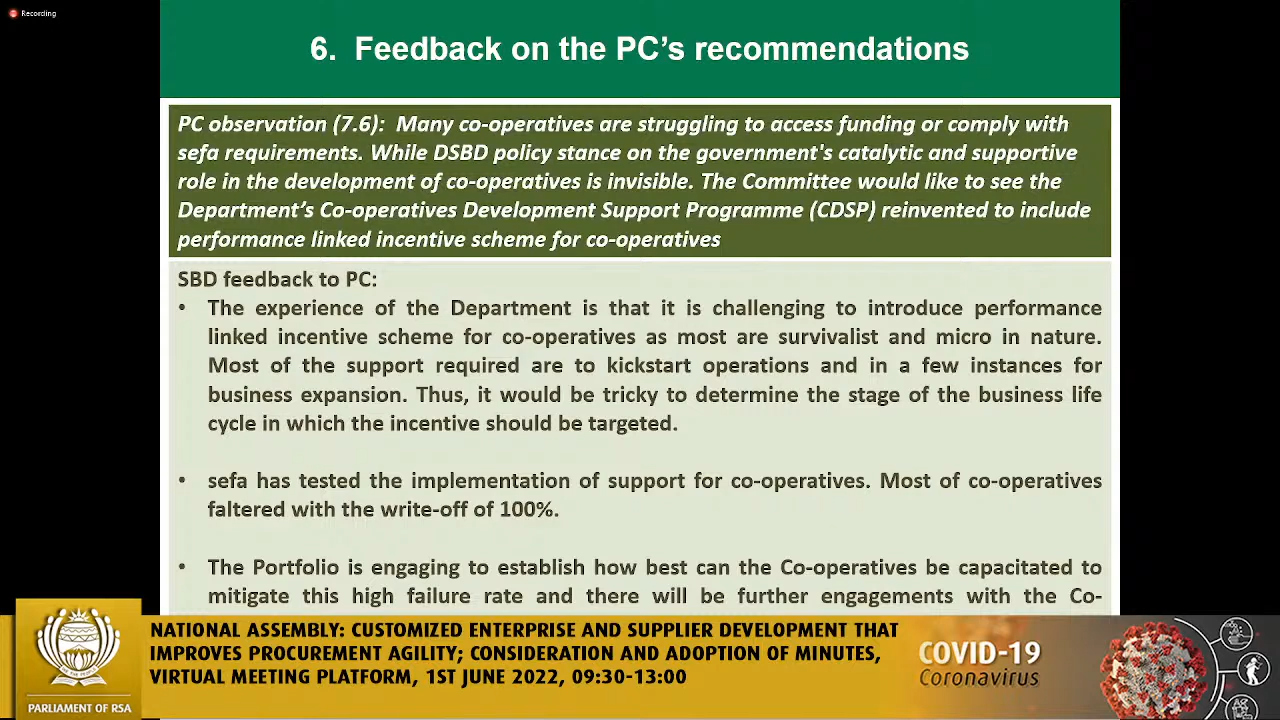 Recording
6. Feedback on the PC’s recommendations
PC observation (7.6): Many co-operatives are struggling to access funding or comply with
sefa requirements. While DSBD policy stance on the government's catalytic and supportive
role in the development of co-operatives is invisible. The Committee would like to see the
Department’s Co-operatives Development Support Programme (CDSP) reinvented to include
performance linked incentive scheme for co-operatives
SBD feedback to PC:
• The experience of the Department is that it is challenging to introduce performance
linked incentive scheme for co-operatives as most are survivalist and micro in nature.
Most of the support required are to kickstart operations and in a few instances for
business expansion. Thus, it would be tricky to determine the stage of the business life
cycle in which the incentive should be targeted.
• sefa has tested the implementation of support for co-operatives. Most of co-operatives
faltered with the write-off of 100%.
• The Portfolio is engaging to establish how best can the Co-operatives be capacitated to
mitigate this high failure rate and there will be further engagements with the Co-
NATIONAL ASSEMBLY: CUSTOMIZED ENTERPRISE AND SUPPLIER DEVELOPMENT THAT
IMPROVES PROCUREMENT AGILITY; CONSIDERATION AND ADOPTION OF MINUTES,
VIRTUAL MEETING PLATFORM, 1ST JUNE 2022, 09:30-13:00
PARLIAMENT OF RSA
COVID-19
Coronavirus